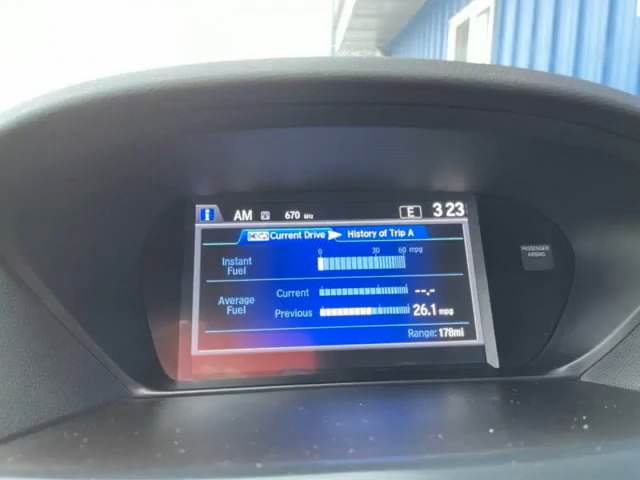 i AM 670 kHz E 3 23
Current Drive History of Trip A
0 30 60 mpg
Instant
Fuel
Average
Fuel
Current --.-
Previous 26.1 mpg
Range: 178mi
PASSENGER
AIRBAG